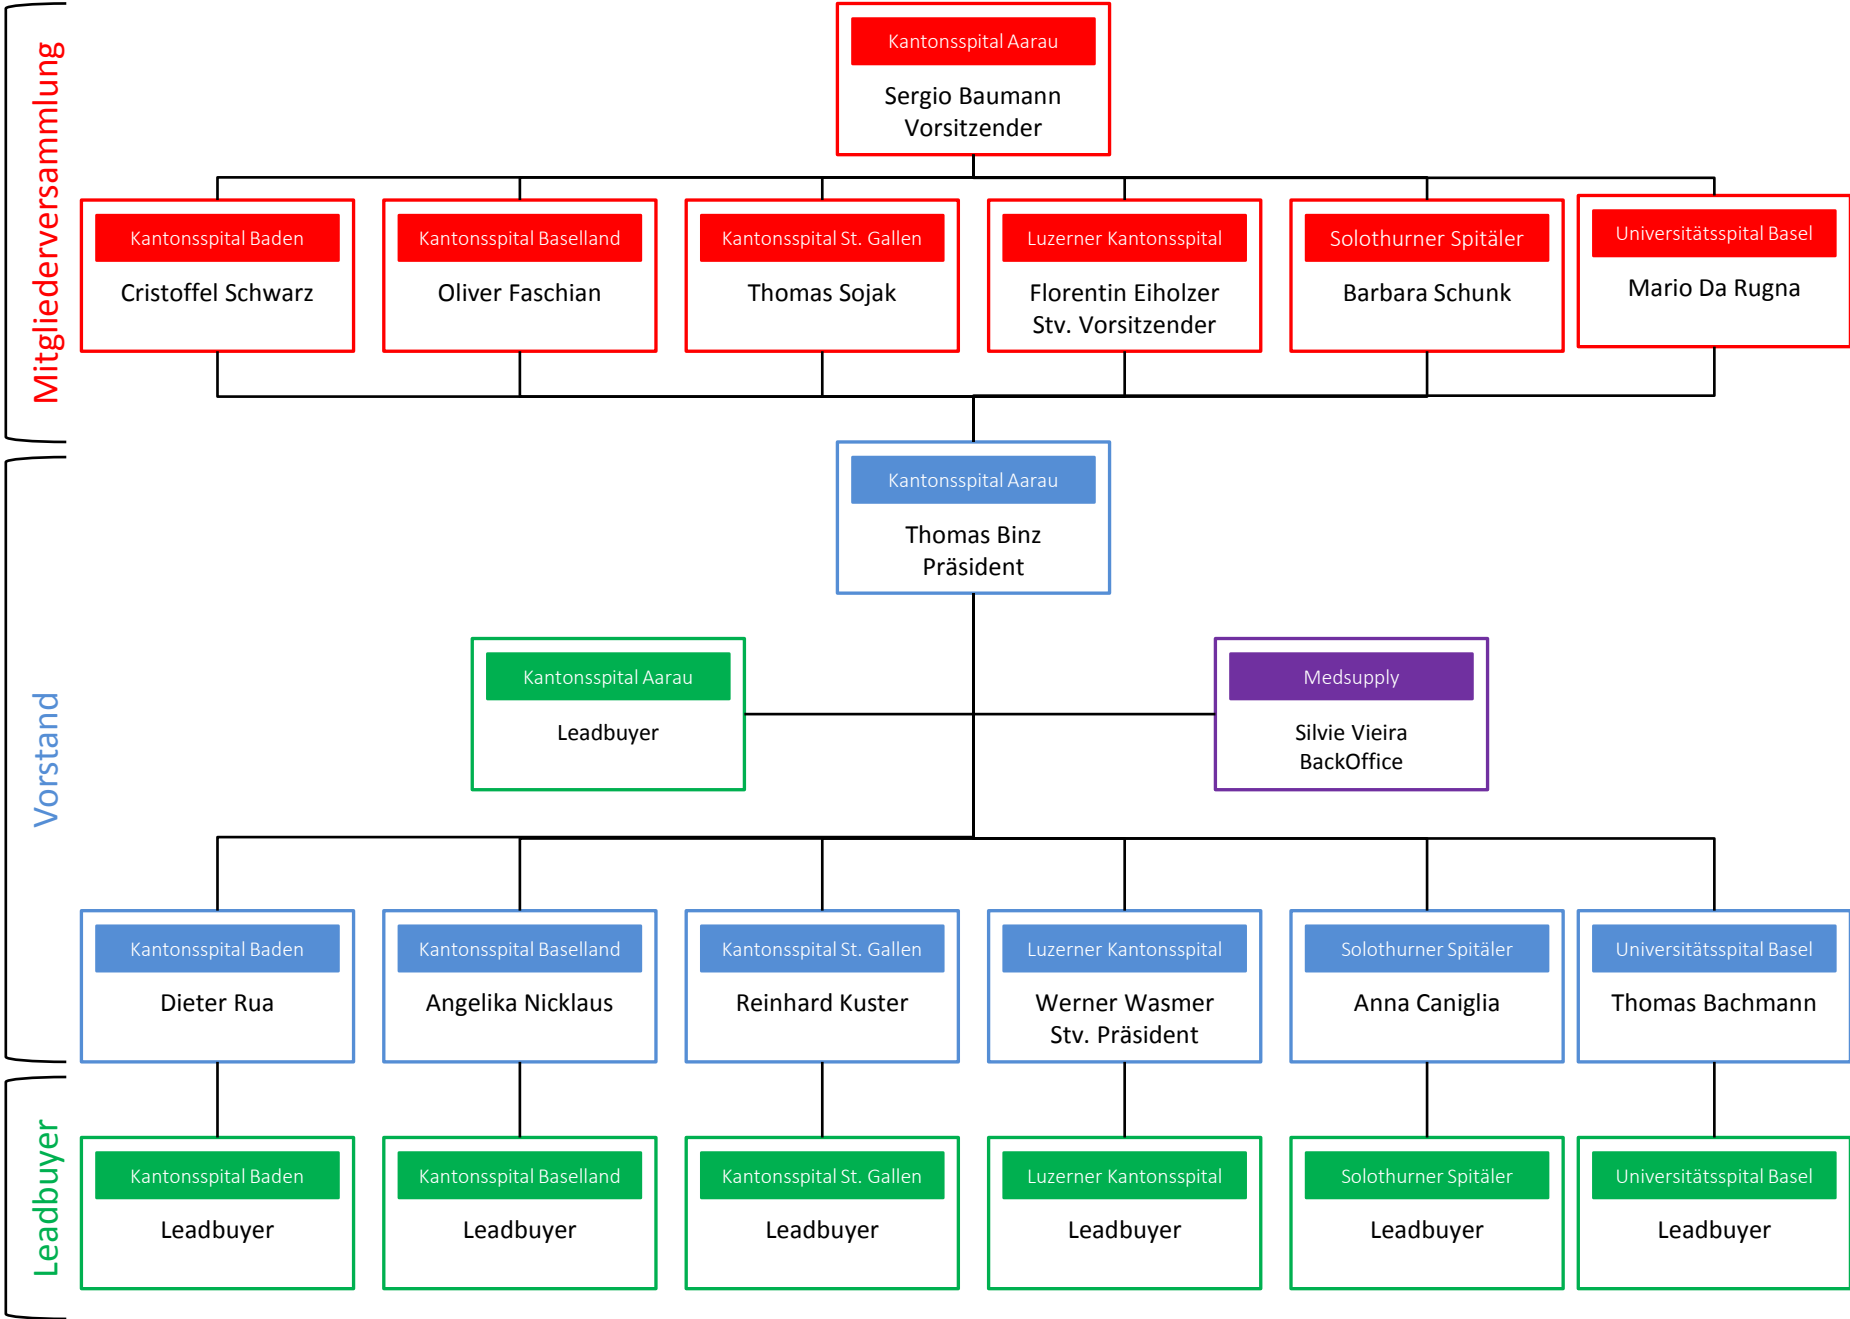 Mitgliederversammlung
Kantonsspital Aarau
Sergio Baumann
Vorsitzender
Kantonsspital Baden
Cristoffel Schwarz
Kantonsspital Baselland
Oliver Faschian
Kantonsspital St. Gallen
Thomas Sojak
Luzerner Kantonsspital
Florentin Eiholzer
Stv. Vorsitzender
Solothurner Spitäler
Barbara Schunk
Universitätsspital Basel
Mario Da Rugna
Vorstand
Kantonsspital Aarau
Thomas Binz
Präsident
Kantonsspital Aarau
Leadbuyer
Medsupply
Silvie Vieira
BackOffice
Kantonsspital Baden
Dieter Rua
Kantonsspital Baselland
Angelika Nicklaus
Kantonsspital St. Gallen
Reinhard Kuster
Luzerner Kantonsspital
Werner Wasmer
Stv. Präsident
Solothurner Spitäler
Anna Caniglia
Universitätsspital Basel
Thomas Bachmann
Leadbuyer
Kantonsspital Baden
Leadbuyer
Kantonsspital Baselland
Leadbuyer
Kantonsspital St. Gallen
Leadbuyer
Luzerner Kantonsspital
Leadbuyer
Solothurner Spitäler
Leadbuyer
Universitätsspital Basel
Leadbuyer